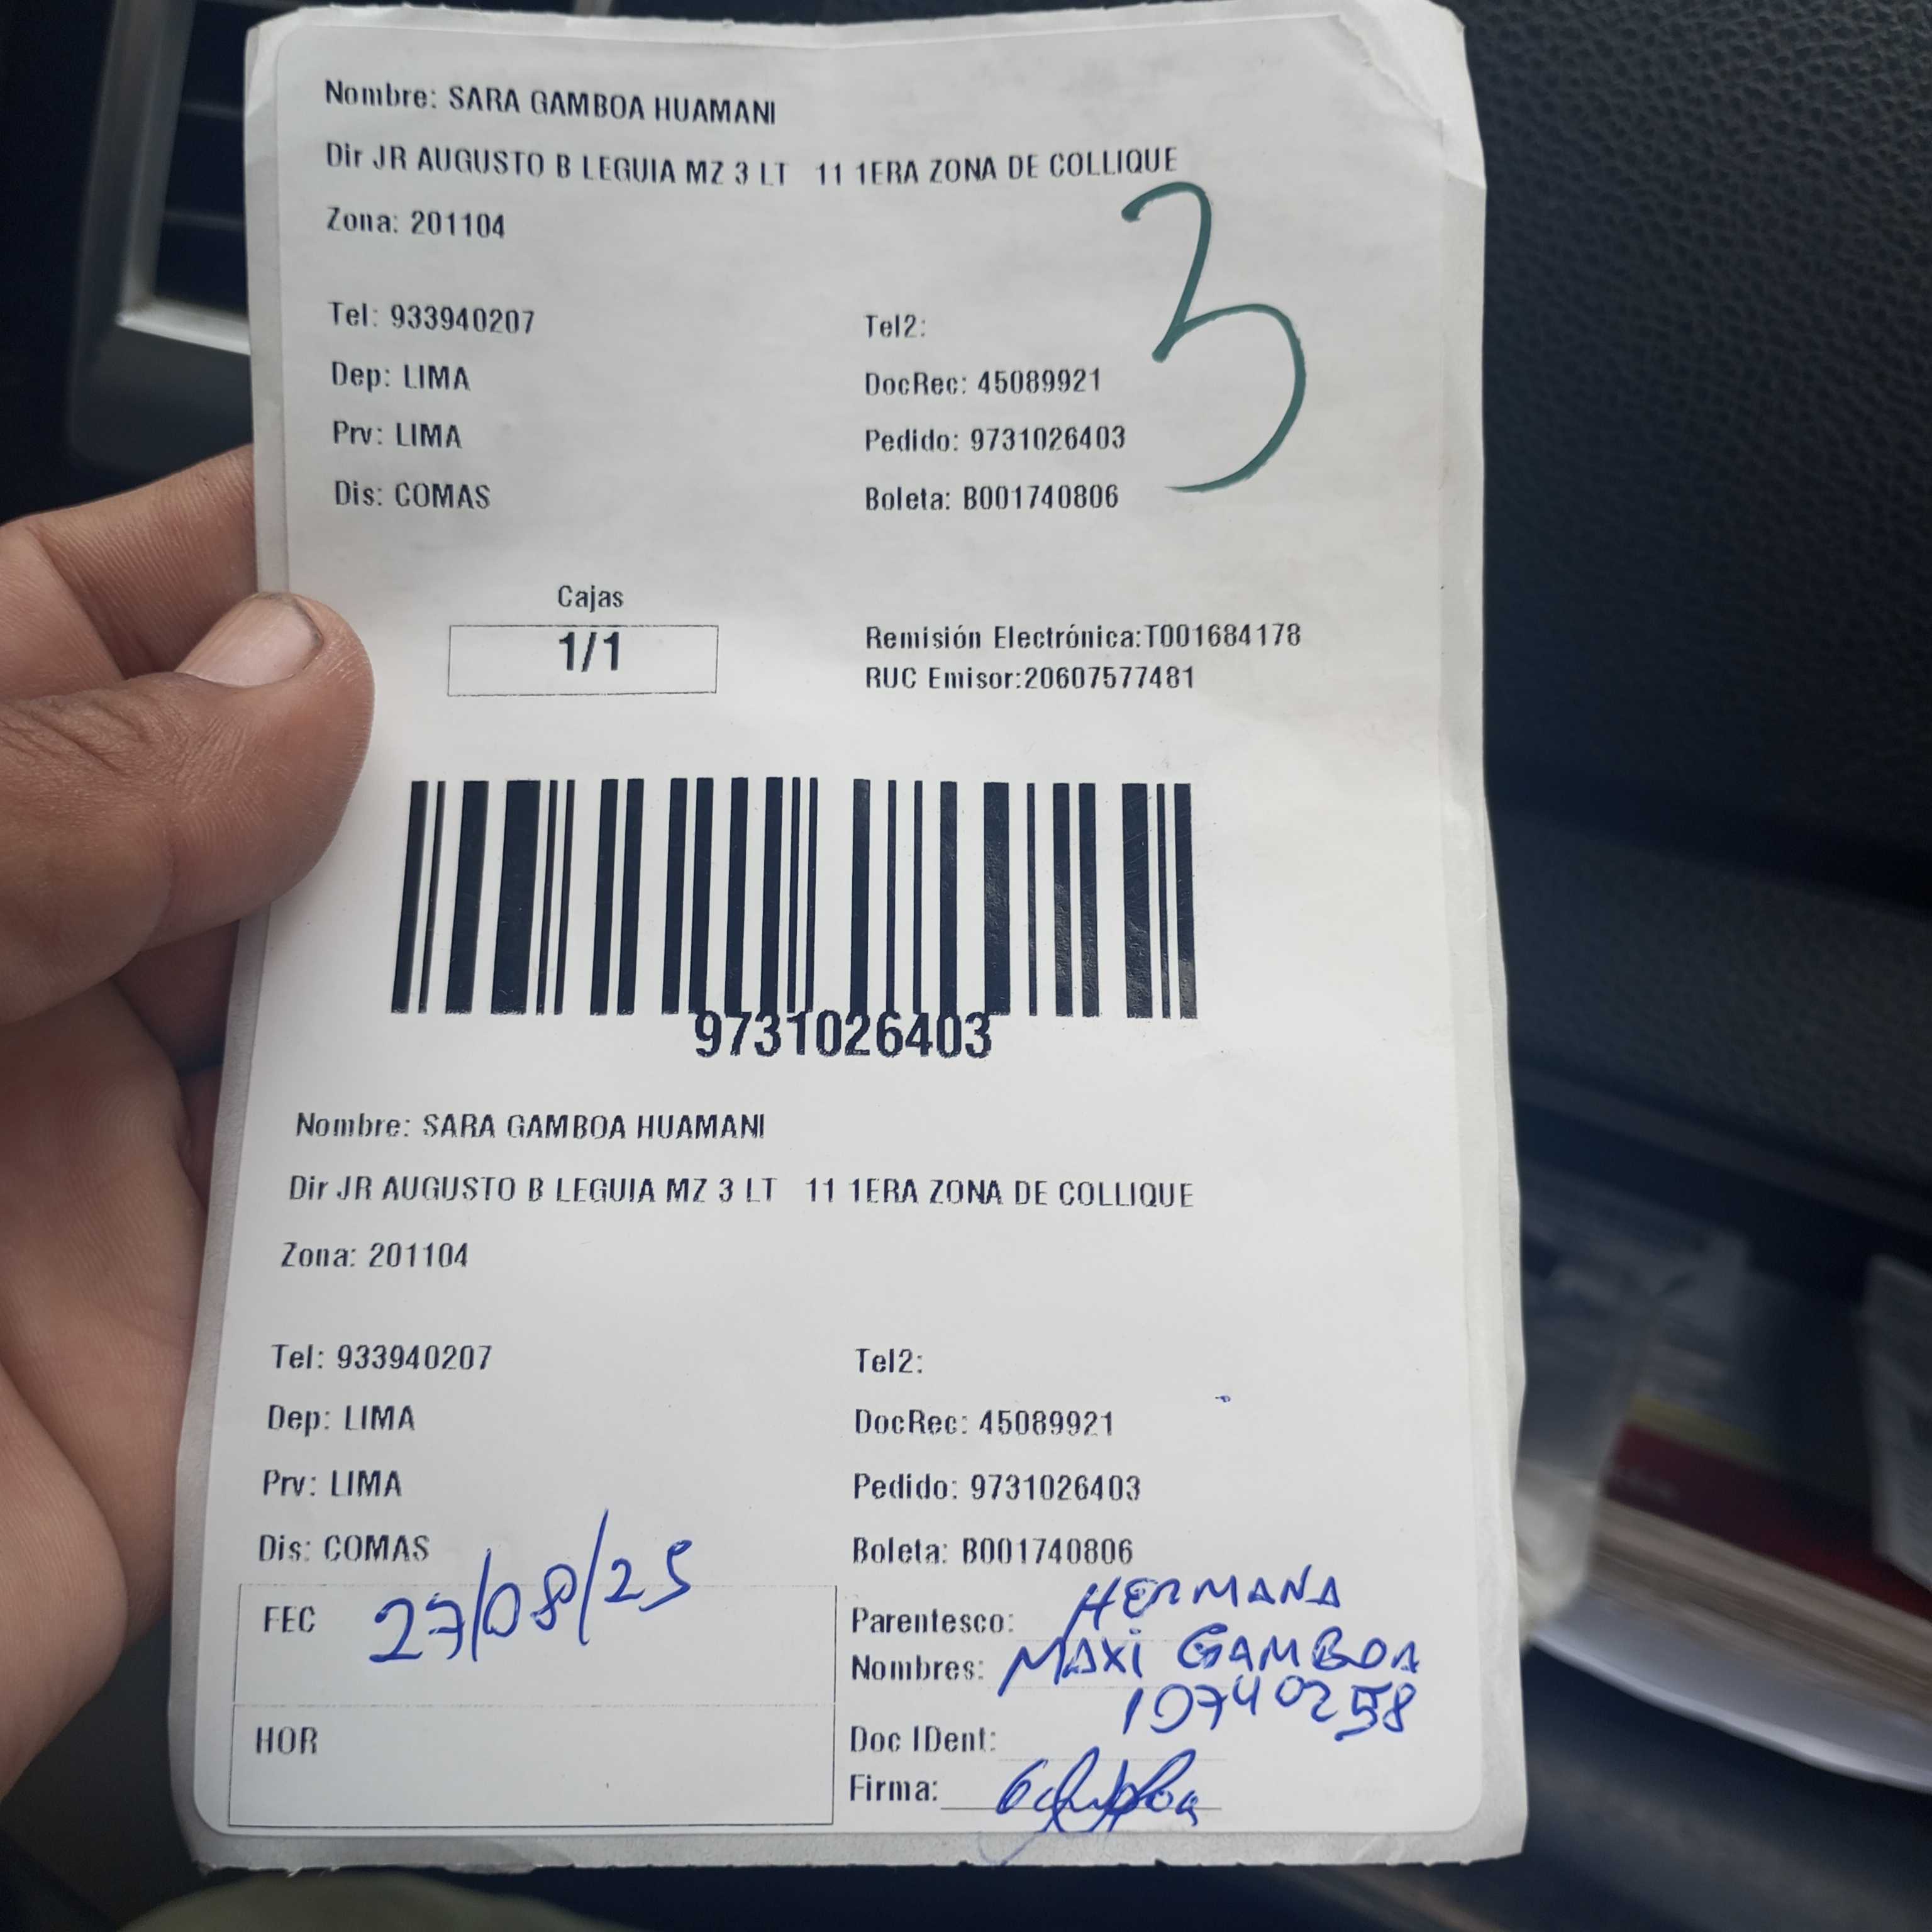 Nombre: SARA GAMBOA HUAMANI
Dir JR AUGUSTO B LEGUIA MZ 3 LT 11 1ERA ZONA DE COLLIQUE
Zona: 201104
3
Tel: 933940207 Tel2:
Dep: LIMA DocRec: 45089921
Prv: LIMA Pedido: 9731026403
Dis: COMAS Boleta: B001740806
Cajas
1/1
Remisión Electrónica:T001684178
RUC Emisor:20607577481
9731026403
Nombre: SARA GAMBOA HUAMANI
Dir JR AUGUSTO B LEGUIA MZ 3 LT 11 1ERA ZONA DE COLLIQUE
Zona: 201104
Tel: 933940207 Tel2:
Dep: LIMA DocRec: 45089921
Prv: LIMA Pedido: 9731026403
Dis: COMAS Boleta: B001740806
FEC 27/08/25
HOR
Parentesco: HERMANA
Nombres: MAXI GAMBOA
10740258
Doc IDent:
Firma: